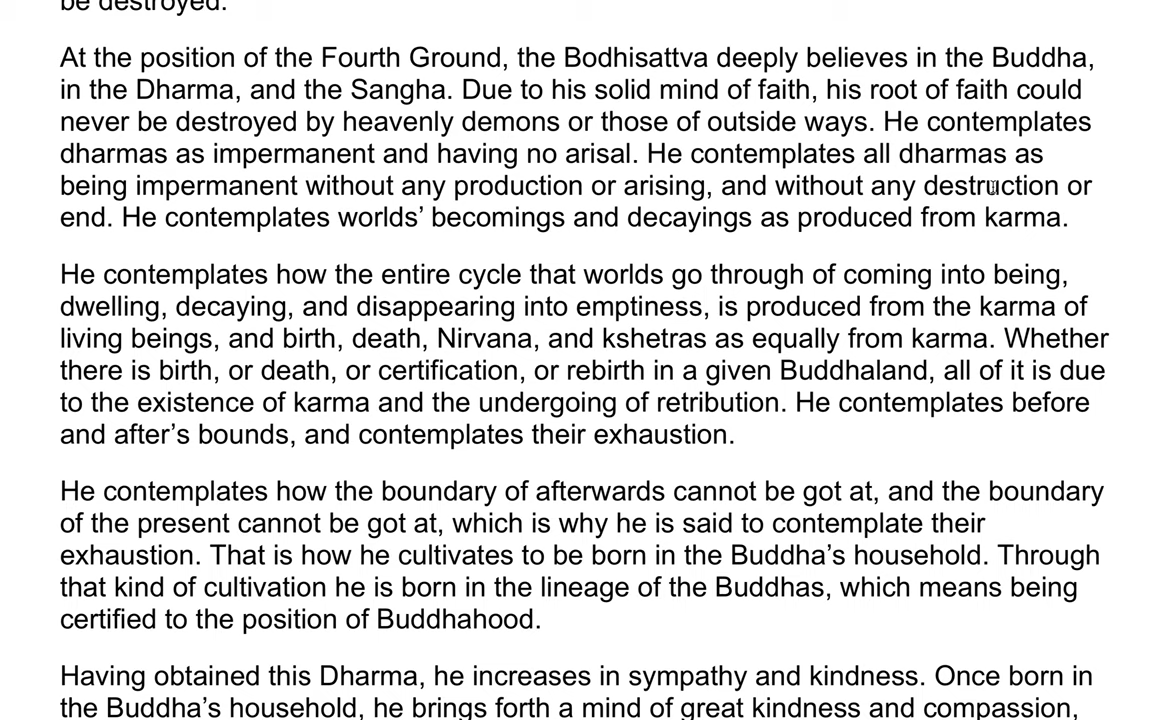 be destroyed.
At the position of the Fourth Ground, the Bodhisattva deeply believes in the Buddha,
in the Dharma, and the Sangha. Due to his solid mind of faith, his root of faith could
never be destroyed by heavenly demons or those of outside ways. He contemplates
dharmas as impermanent and having no arisal. He contemplates all dharmas as
being impermanent without any production or arising, and without any destruction or
end. He contemplates worlds’ becomings and decayings as produced from karma.
He contemplates how the entire cycle that worlds go through of coming into being,
dwelling, decaying, and disappearing into emptiness, is produced from the karma of
living beings, and birth, death, Nirvana, and kshetras as equally from karma. Whether
there is birth, or death, or certification, or rebirth in a given Buddhaland, all of it is due
to the existence of karma and the undergoing of retribution. He contemplates before
and after’s bounds, and contemplates their exhaustion.
He contemplates how the boundary of afterwards cannot be got at, and the boundary
of the present cannot be got at, which is why he is said to contemplate their
exhaustion. That is how he cultivates to be born in the Buddha’s household. Through
that kind of cultivation he is born in the lineage of the Buddhas, which means being
certified to the position of Buddhahood.
Having obtained this Dharma, he increases in sympathy and kindness. Once born in
the Buddha’s household, he brings forth a mind of great kindness and compassion,